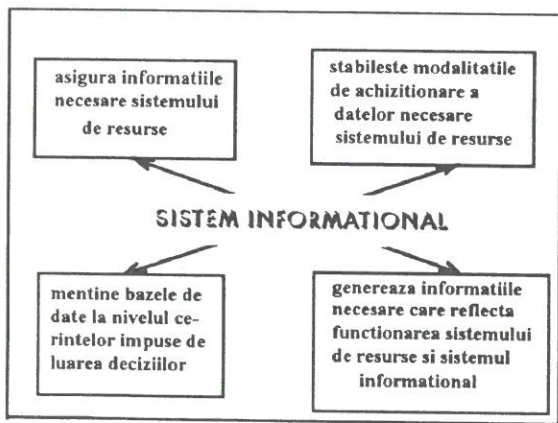 asigura informatiile
necesare sistemului
de resurse
stabileste modalitatile
de achizitionare a
datelor necesare
sistemului de resurse
SISTEM INFORMATIONAL
mentine bazele de
date la nivelul ce-
rintelor impuse de
luarea deciziilor
genereaza informatiile
necesare care reflecta
functionarea sistemului
de resurse si sistemul
informational